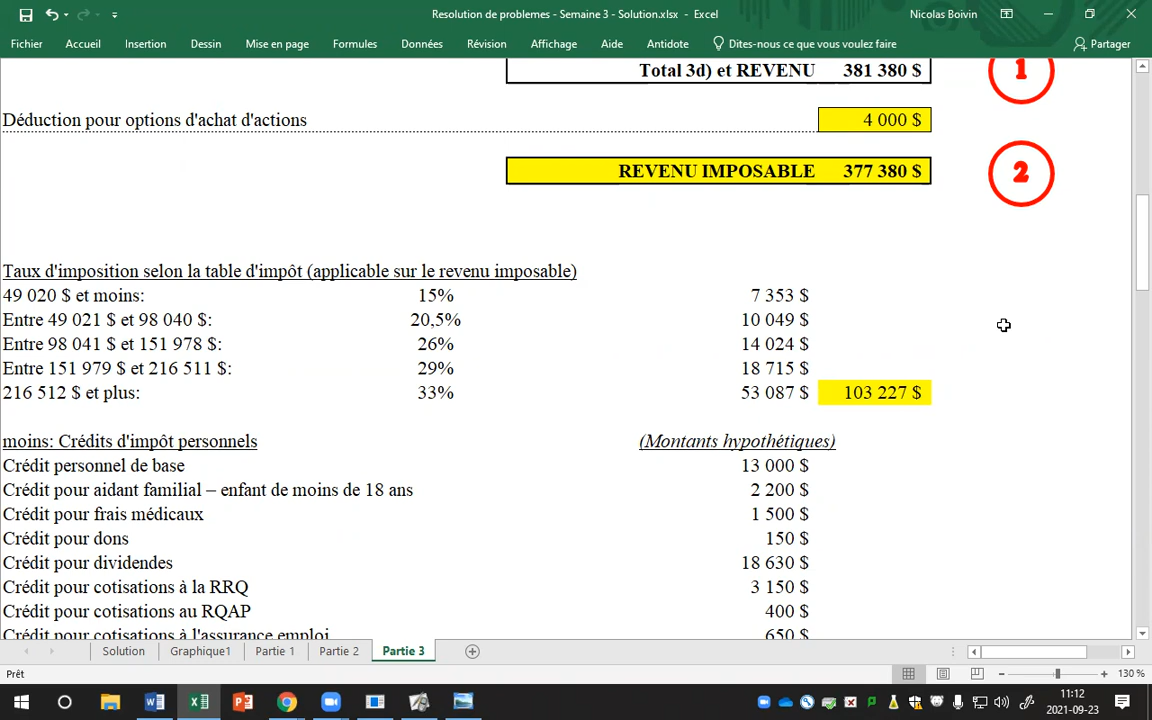 Resolution de problemes - Semaine 3 - Solution.xlsx - Excel
Nicolas Boivin
Fichier Accueil Insertion Dessin Mise en page Formules Données Révision Affichage Aide Antidote Dites-nous ce que vous voulez faire Partager
Total 3d) et REVENU 381 380 $
1
Déduction pour options d'achat d'actions 4 000 $
REVENU IMPOSABLE 377 380 $
2
Taux d'imposition selon la table d'impôt (applicable sur le revenu imposable)
49 020 $ et moins: 15% 7 353 $
Entre 49 021 $ et 98 040 $: 20,5% 10 049 $
Entre 98 041 $ et 151 978 $: 26% 14 024 $
Entre 151 979 $ et 216 511 $: 29% 18 715 $
216 512 $ et plus: 33% 53 087 $ 103 227 $
moins: Crédits d'impôt personnels (Montants hypothétiques)
Crédit personnel de base 13 000 $
Crédit pour aidant familial – enfant de moins de 18 ans 2 200 $
Crédit pour frais médicaux 1 500 $
Crédit pour dons 150 $
Crédit pour dividendes 18 630 $
Crédit pour cotisations à la RRQ 3 150 $
Crédit pour cotisations au RQAP 400 $
Crédit pour cotisations à l'assurance emploi 650 $
Solution Graphique1 Partie 1 Partie 2 Partie 3
Prêt
130 %
11:12
2021-09-23